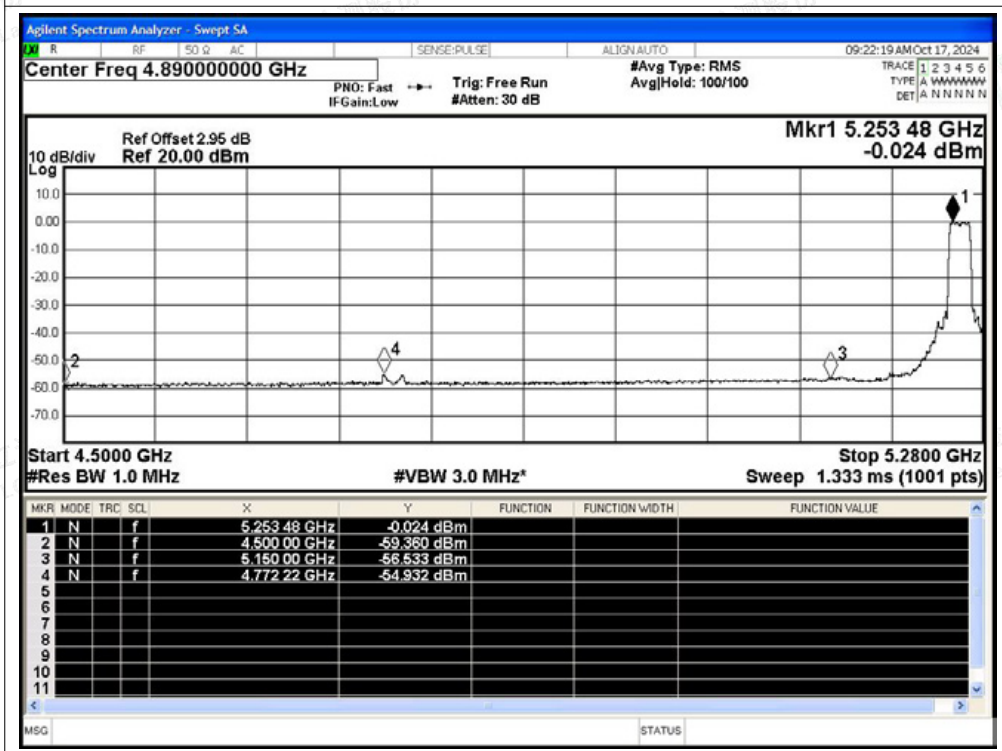 Agilent Spectrum Analyzer - Swept SA
R RF 50 Ω AC SENSE:PULSE ALIGN AUTO 09:22:19 AM Oct 17, 2024
Center Freq 4.890000000 GHz #Avg Type: RMS TRACE 1 2 3 4 5 6
PNO: Fast Trig: Free Run Avg|Hold: 100/100 TYPE A WWWWW
IFGain:Low #Atten: 30 dB DET A N N N N N
Mkr1 5.253 48 GHz
Ref Offset 2.95 dB
10 dB/div Ref 20.00 dBm -0.024 dBm
Log
10.0
0.00
-10.0
-20.0
-30.0
-40.0
-50.0
-60.0
-70.0
1
2
4
3
Start 4.5000 GHz Stop 5.2800 GHz
#Res BW 1.0 MHz #VBW 3.0 MHz* Sweep 1.333 ms (1001 pts)
MKR MODE TRC SCL X Y FUNCTION FUNCTION WIDTH FUNCTION VALUE
1 N f 5.253 48 GHz -0.024 dBm
2 N f 4.500 00 GHz -59.360 dBm
3 N f 5.150 00 GHz -56.533 dBm
4 N f 4.772 22 GHz -54.932 dBm
5
6
7
8
9
10
11
MSG STATUS